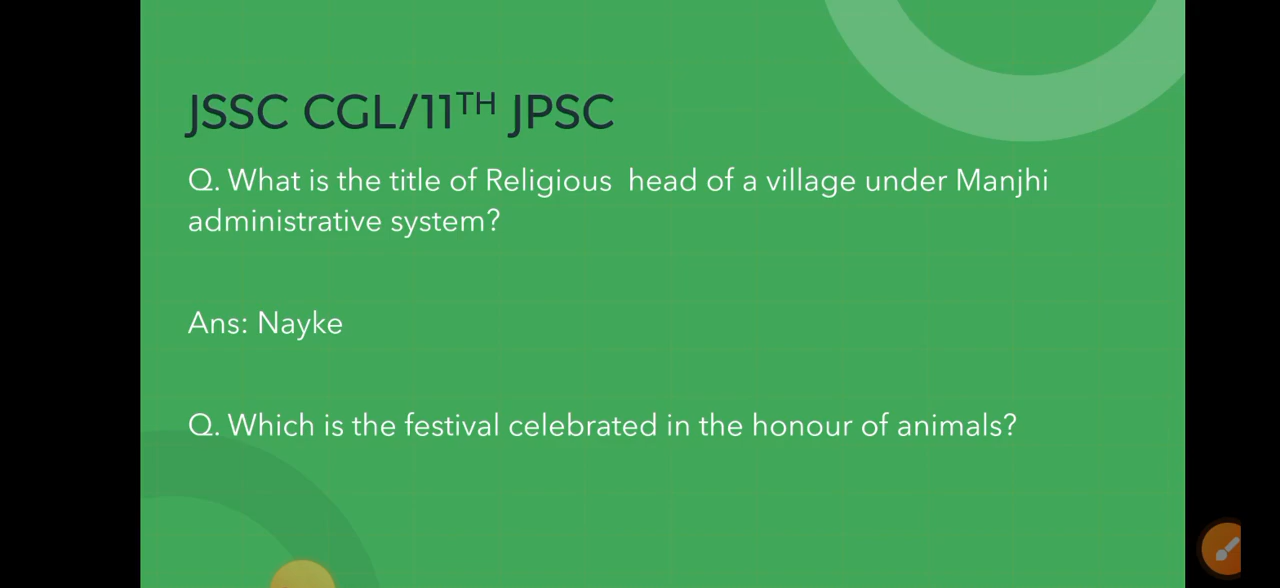 JSSC CGL/11TH JPSC
Q. What is the title of Religious head of a village under Manjhi
administrative system?
Ans: Nayke
Q. Which is the festival celebrated in the honour of animals?